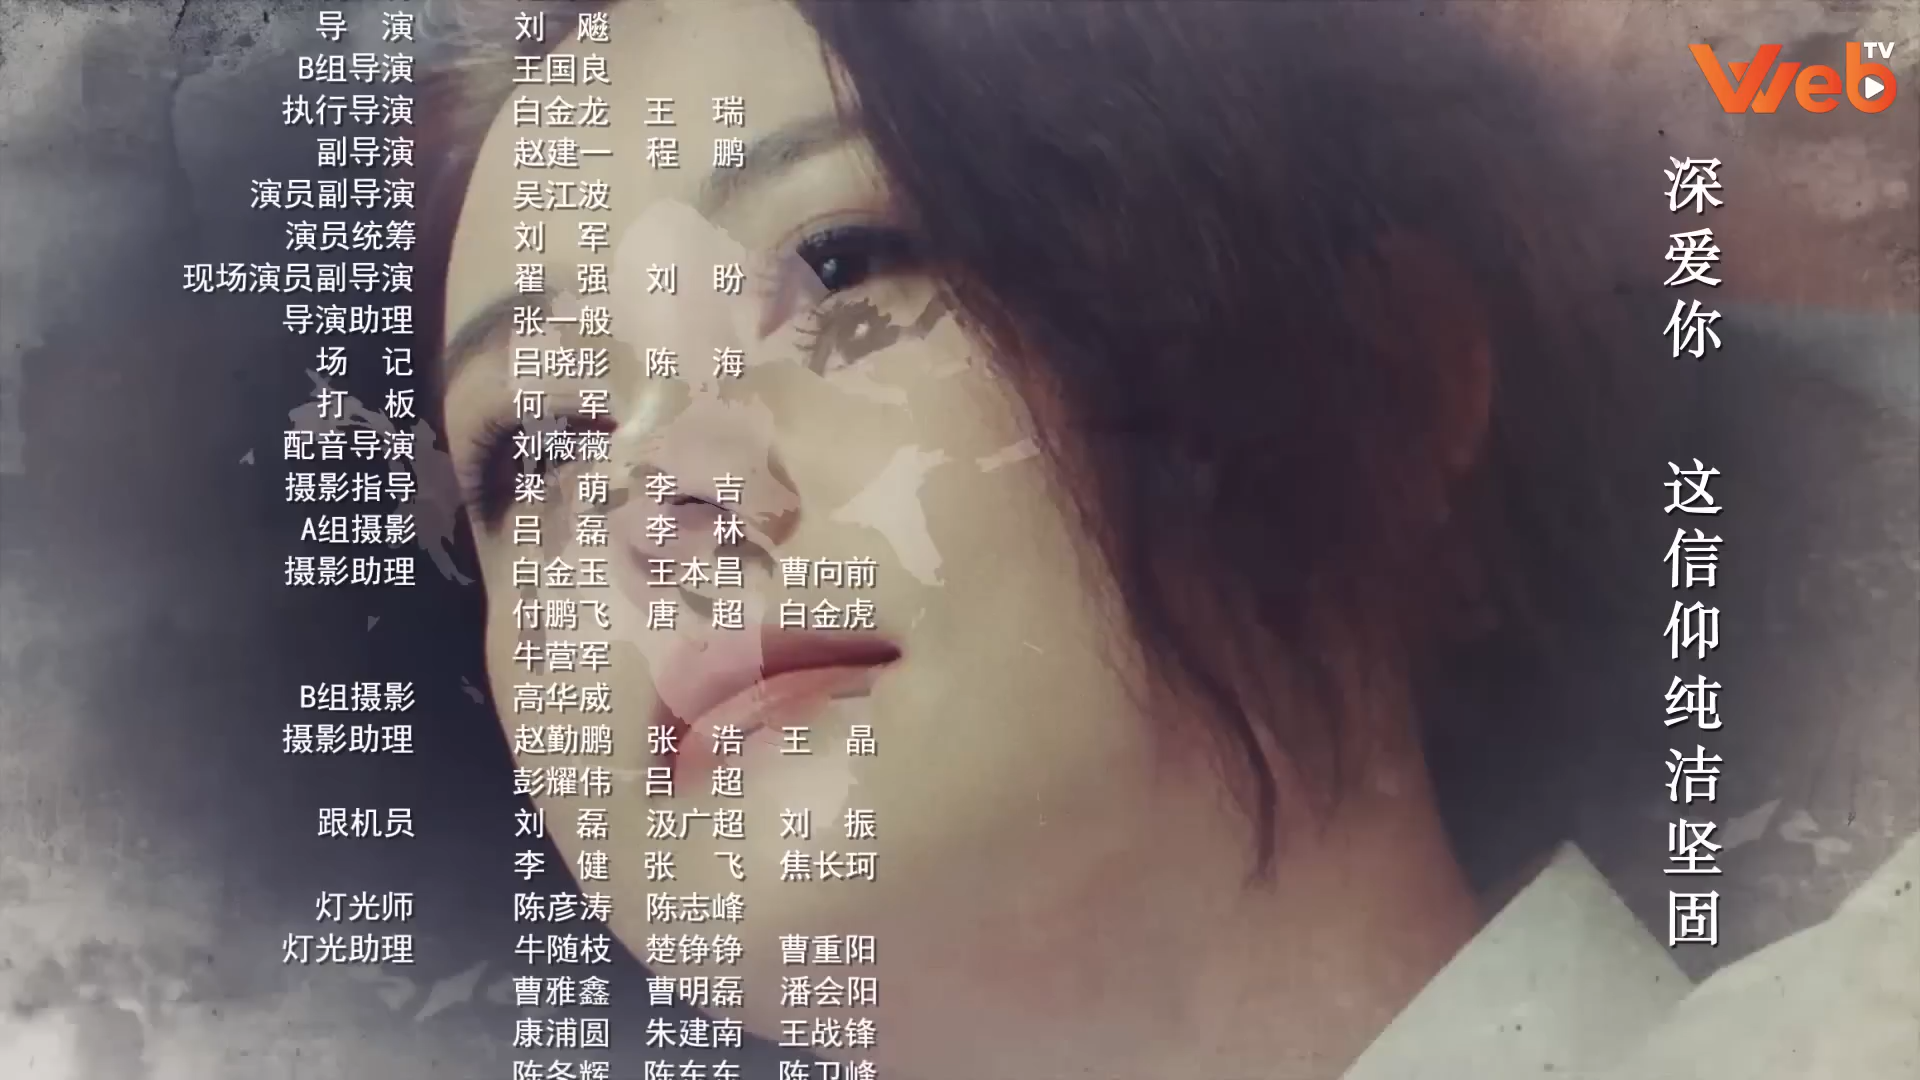 导 演 刘 飚
B组导演 王国良
执行导演 白金龙 王 瑞
副导演 赵建一 程 鹏
演员副导演 吴江波
演员统筹 刘 军
现场演员副导演 翟 强 刘 盼
导演助理 张一般
场 记 吕晓彤 陈 海
打 板 何 军
配音导演 刘薇薇
摄影指导 梁 萌 李 吉
A组摄影 吕 磊 李 林
摄影助理 白金玉 王本昌 曹向前
付鹏飞 唐 超 白金虎
牛营军
B组摄影 高华威
摄影助理 赵勤鹏 张 浩 王 晶
彭耀伟 吕 超
跟机员 刘 磊 汲广超 刘 振
李 健 张 飞 焦长珂
灯光师 陈彦涛 陈志峰
灯光助理 牛随枝 楚铮铮 曹重阳
曹雅鑫 曹明磊 潘会阳
康浦圆 朱建南 王战锋
陈冬辉 陈东东 陈卫峰
Web TV
深爱你 这信仰纯洁坚固